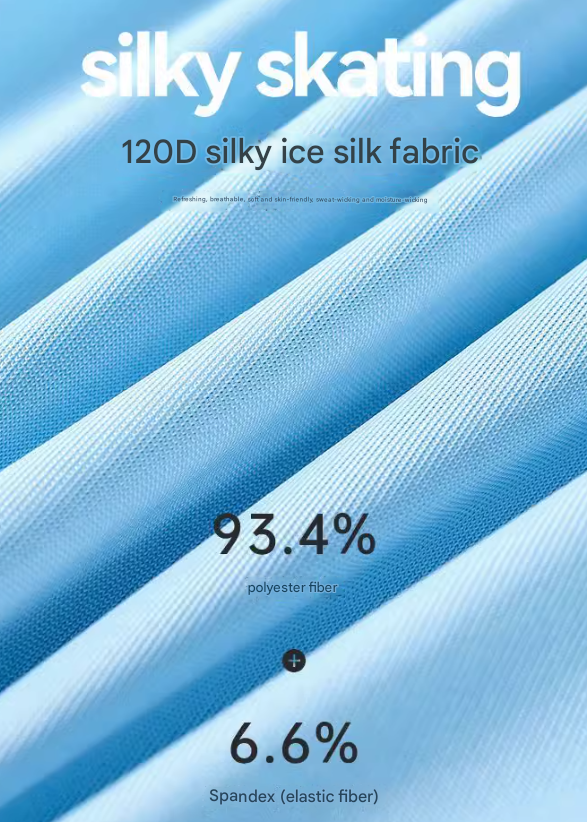 silky skating
120D silky ice silk fabric
Refreshing, breathable, soft and skin-friendly, sweat-wicking and moisture-wicking
93.4%
polyester fiber
+
6.6%
Spandex (elastic fiber)